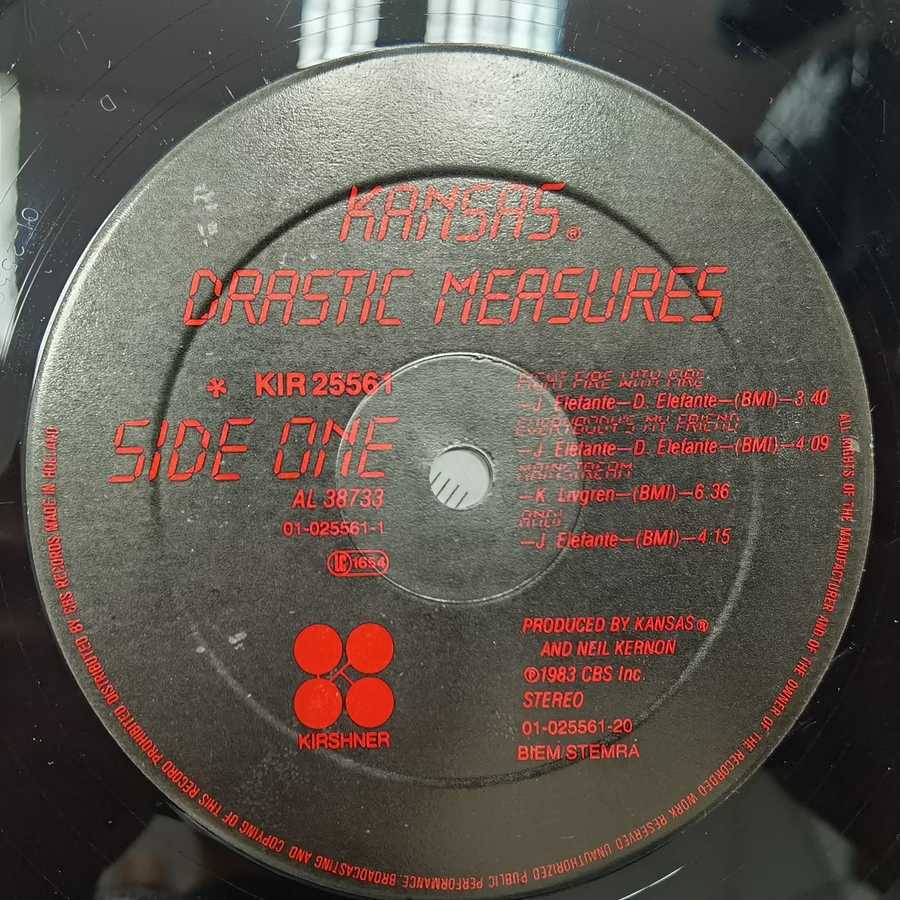 KANSAS®
DRASTIC MEASURES
* KIR 25561
SIDE ONE
AL 38733
01-025561-1
LC 1654
FIGHT FIRE WITH FIRE
–J. Elefante–D. Elefante–(BMI)–3:40
EVERYBODY'S MY FRIEND
–J. Elefante–D. Elefante–(BMI)–4:09
MAINSTREAM
–K. Livgren–(BMI)–6:36
ANDI
–J. Elefante–(BMI)–4:15
PRODUCED BY KANSAS®
AND NEIL KERNON
℗1983 CBS Inc.
STEREO
01-025561-20
BIEM/STEMRA
K
KIRSHNER
ALL RIGHTS OF THE MANUFACTURER AND OF THE OWNER OF THE RECORDED WORK RESERVED UNAUTHORIZED PUBLIC PERFORMANCE, BROADCASTING AND COPYING OF THIS RECORD PROHIBITED DISTRIBUTED BY CBS RECORDS/MADE IN HOLLAND